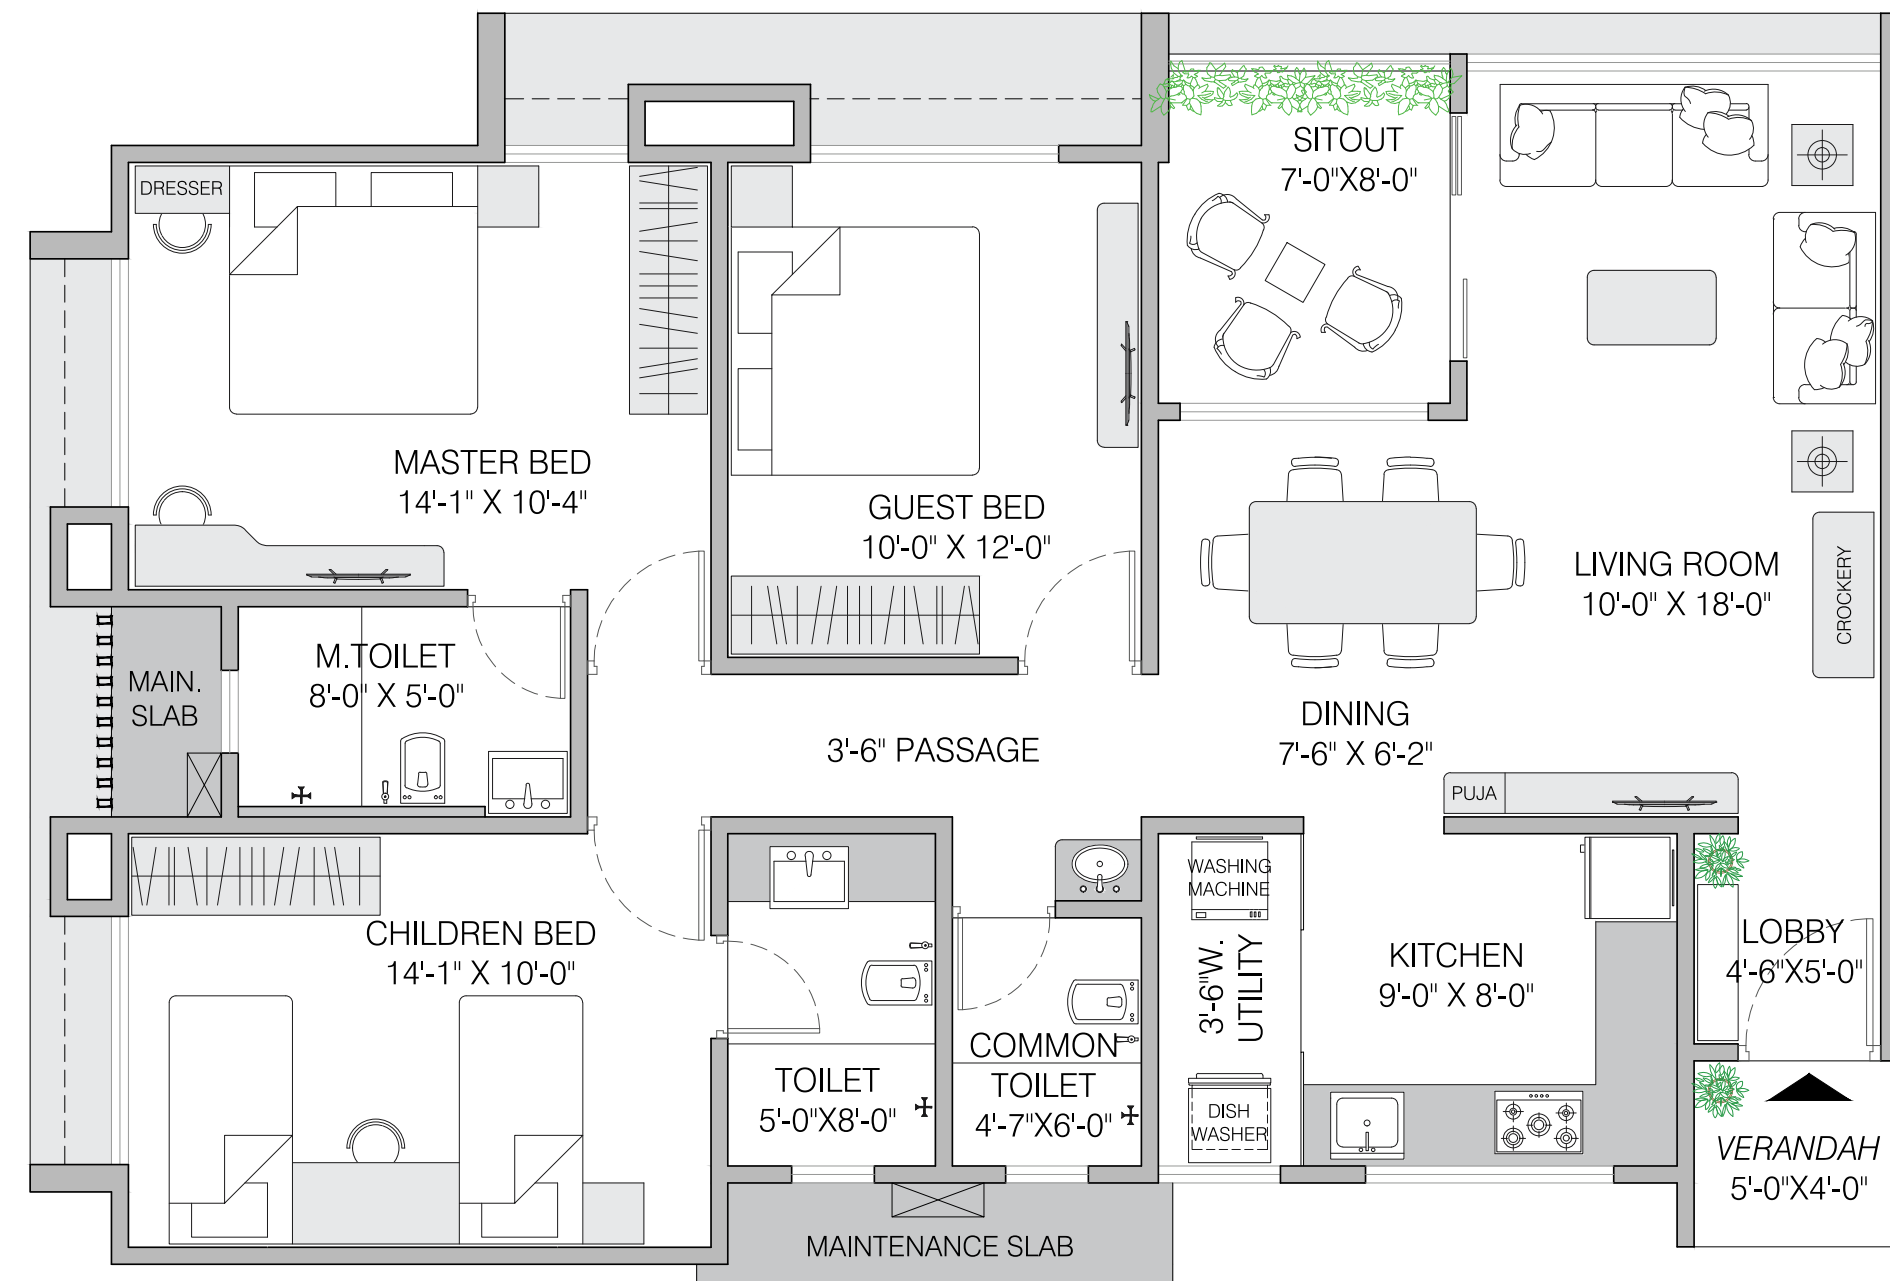 SITOUT
7'-0"X8'-0"
DRESSER
MASTER BED
14'-1" X 10'-4"
GUEST BED
10'-0" X 12'-0"
LIVING ROOM
10'-0" X 18'-0"
CROCKERY
M.TOILET
8'-0" X 5'-0"
MAIN.
SLAB
3'-6" PASSAGE
DINING
7'-6" X 6'-2"
PUJA
WASHING
MACHINE
CHILDREN BED
14'-1" X 10'-0"
3'-6"W.
UTILITY
KITCHEN
9'-0" X 8'-0"
LOBBY
4'-6"X5'-0"
TOILET
5'-0"X8'-0"
COMMON
TOILET
4'-7"X6'-0"
DISH
WASHER
VERANDAH
5'-0"X4'-0"
MAINTENANCE SLAB